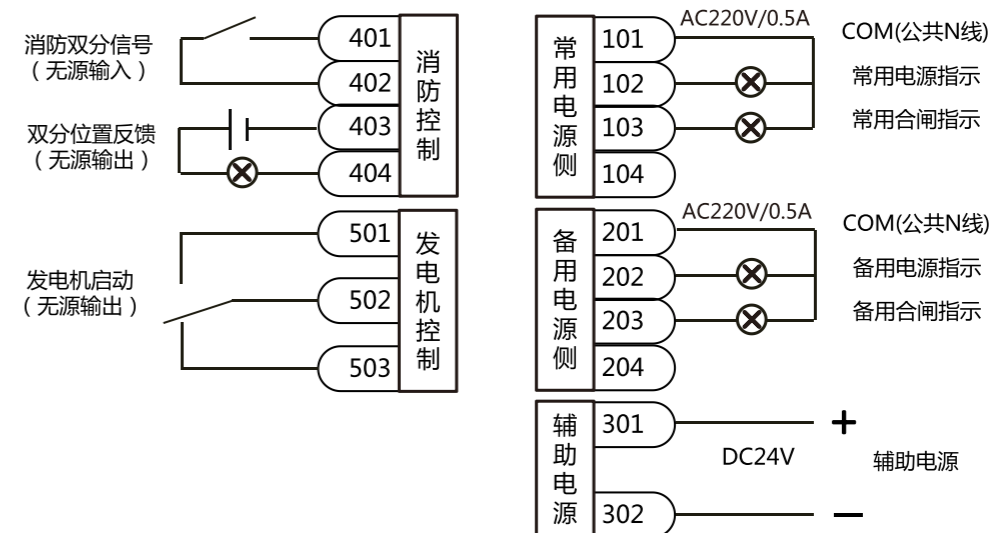 消防双分信号
（无源输入）
401
402
消防控制
双分位置反馈
（无源输出）
403
404
发电机启动
（无源输出）
501
502
503
发电机控制
常用电源侧
101
102
103
104
AC220V/0.5A
COM(公共N线)
常用电源指示
常用合闸指示
备用电源侧
201
202
203
204
AC220V/0.5A
COM(公共N线)
备用电源指示
备用合闸指示
辅助电源
301
302
+
DC24V
辅助电源
−